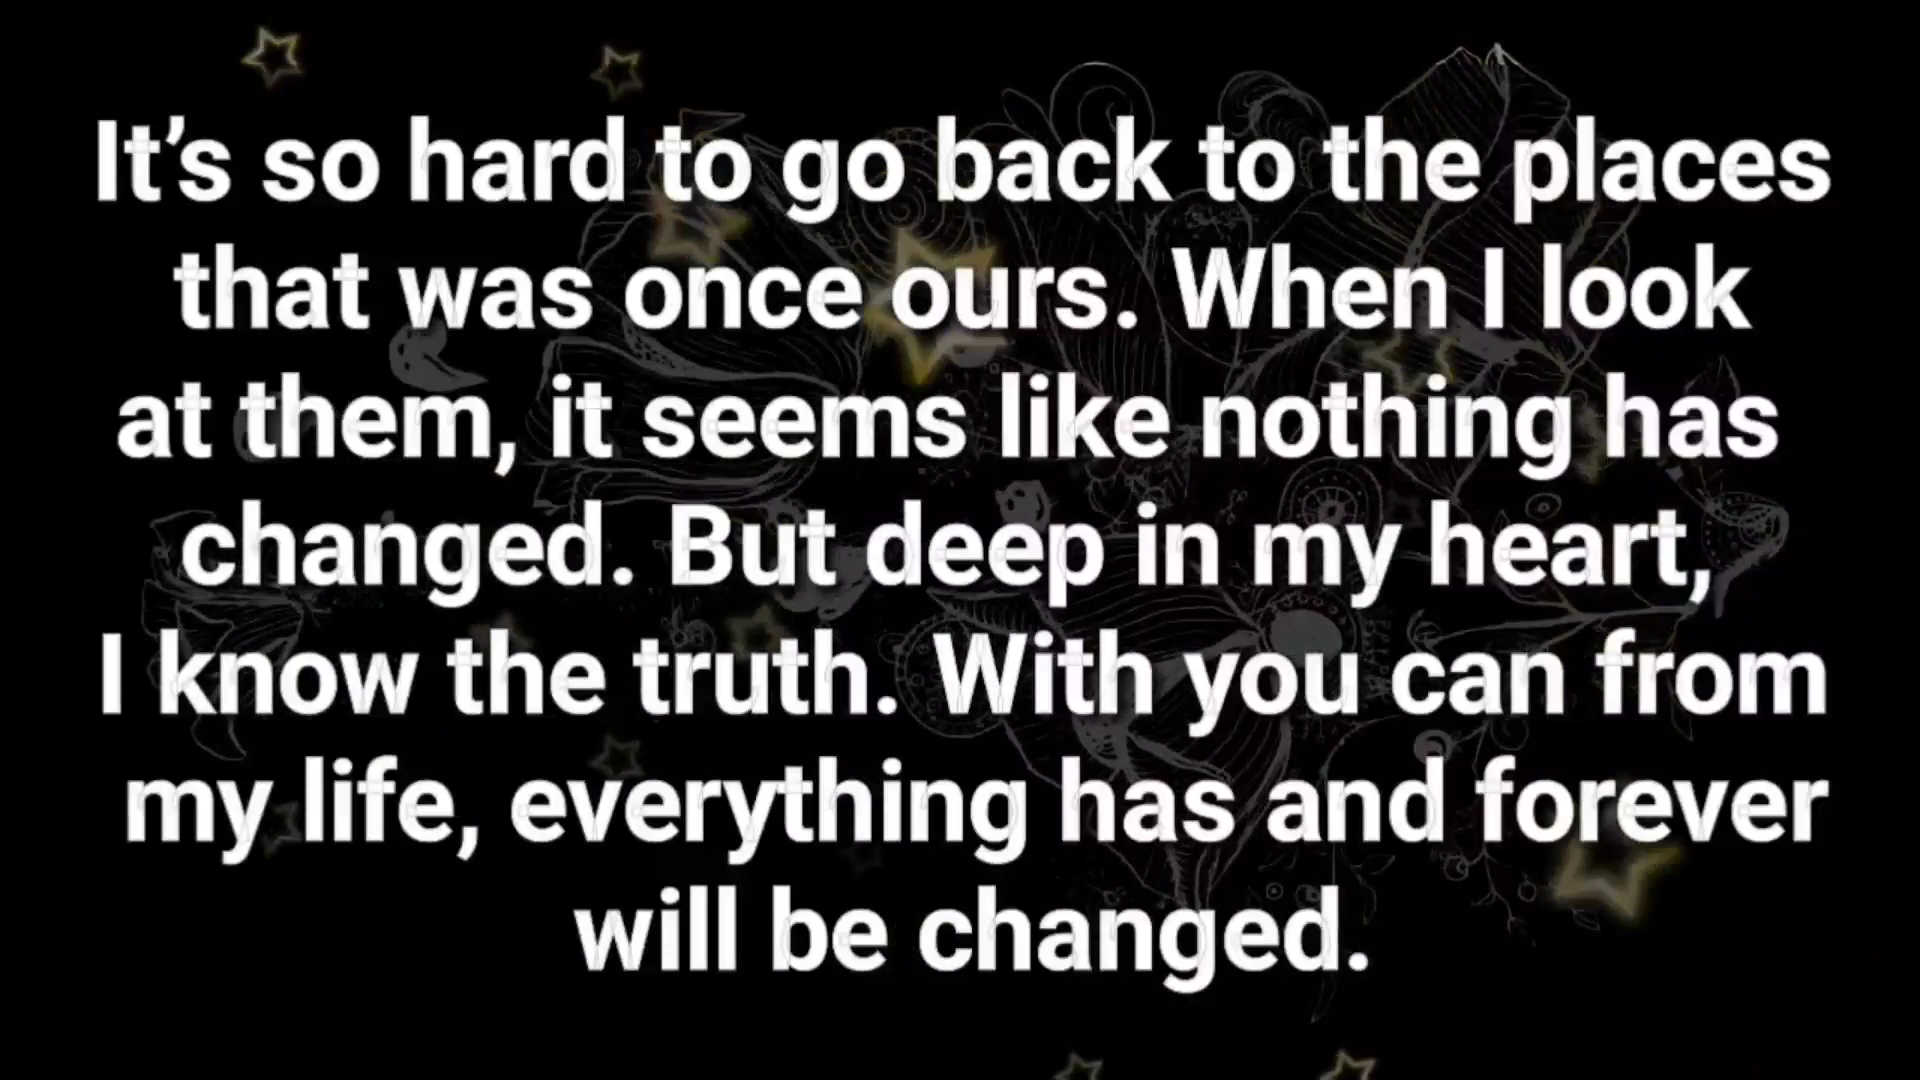 It’s so hard to go back to the places
that was once ours. When I look
at them, it seems like nothing has
changed. But deep in my heart,
I know the truth. With you can from
my life, everything has and forever
will be changed.